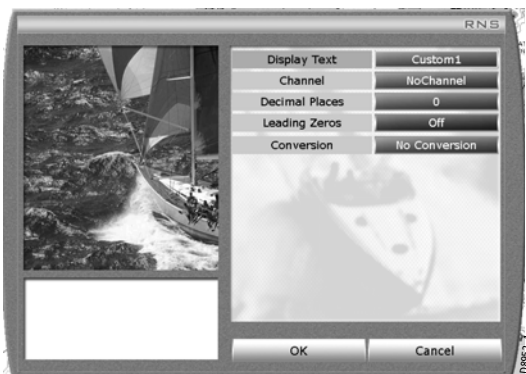 RNS
Display Text Custom1
Channel NoChannel
Decimal Places 0
Leading Zeros Off
Conversion No Conversion
OK Cancel